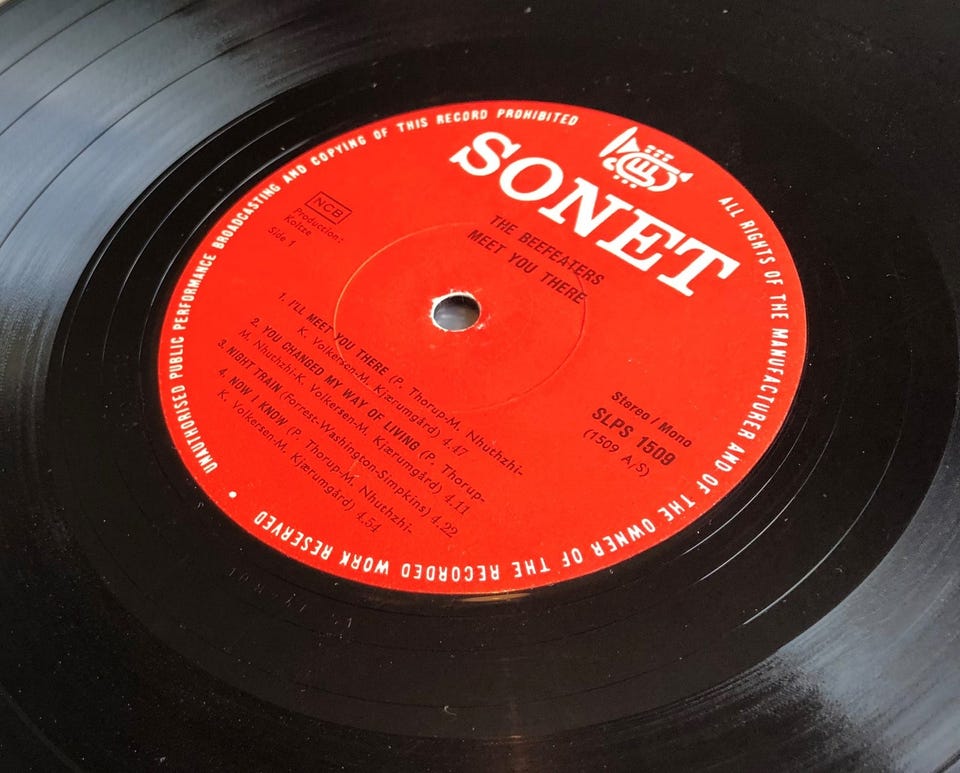 SONET
THE BEEFEATERS
MEET YOU THERE
NCB
Production:
Koitze
Side 1
1. I'LL MEET YOU THERE (P. Thorup-M. Nhuthzhi-
K. Volkersen-M. Kjærumgård) 4.47
2. YOU CHANGED MY WAY OF LIVING (P. Thorup-
M. Nhuthzhi-K. Volkersen-M. Kjærumgård) 4.11
3. NIGHT TRAIN (Forrest-Washington-Simpkins) 4.22
4. NOW I KNOW (P. Thorup-M. Nhuthzhi-
K. Volkersen-M. Kjærumgård) 4.54
Stereo / Mono
SLPS 1509
(1509 A/S)
ALL RIGHTS OF THE MANUFACTURER AND OF THE OWNER OF THE RECORDED WORK RESERVED
UNAUTHORISED PUBLIC PERFORMANCE BROADCASTING AND COPYING OF THIS RECORD PROHIBITED